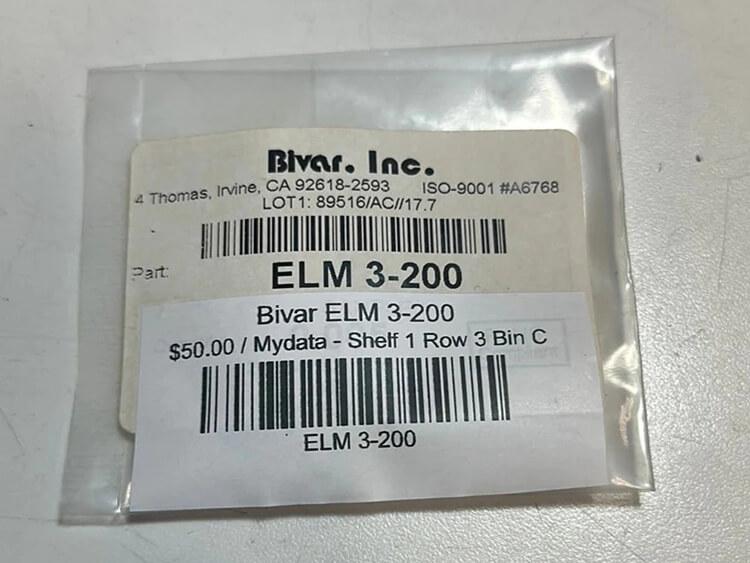 Bivar. Inc.
4 Thomas, Irvine, CA 92618-2593 ISO-9001 #A6768
LOT1: 89516/AC//17.7
Part: ELM 3-200
Bivar ELM 3-200
$50.00 / Mydata - Shelf 1 Row 3 Bin C
ELM 3-200